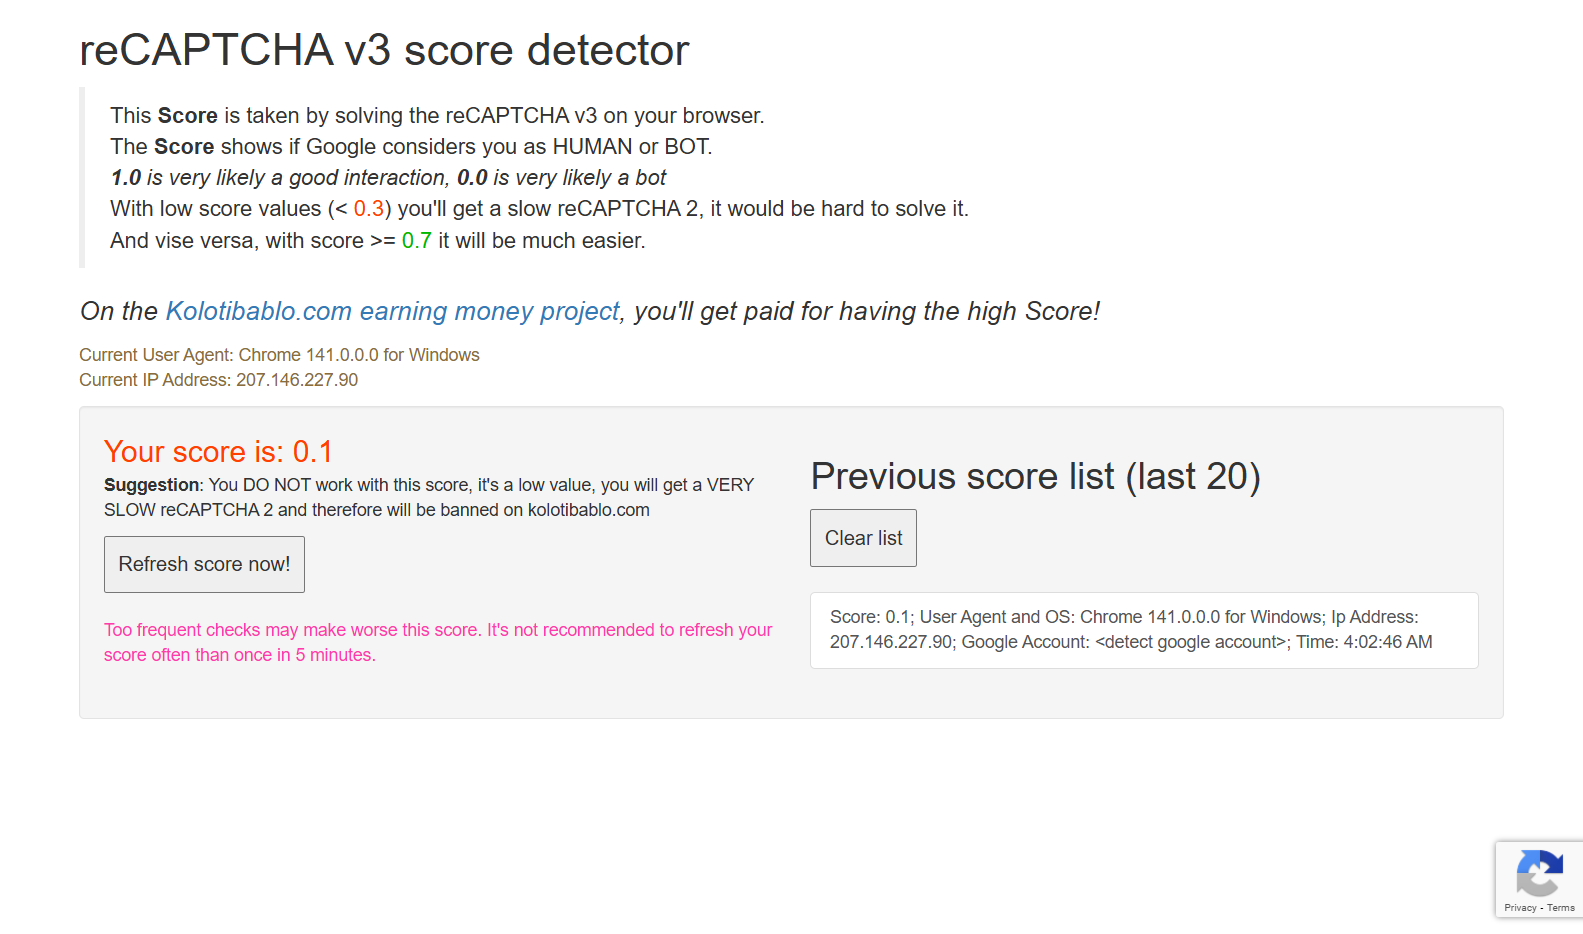 reCAPTCHA v3 score detector
This Score is taken by solving the reCAPTCHA v3 on your browser.
The Score shows if Google considers you as HUMAN or BOT.
1.0 is very likely a good interaction, 0.0 is very likely a bot
With low score values (< 0.3) you'll get a slow reCAPTCHA 2, it would be hard to solve it.
And vise versa, with score >= 0.7 it will be much easier.
On the Kolotibablo.com earning money project, you'll get paid for having the high Score!
Current User Agent: Chrome 141.0.0.0 for Windows
Current IP Address: 207.146.227.90
Your score is: 0.1
Suggestion: You DO NOT work with this score, it's a low value, you will get a VERY
SLOW reCAPTCHA 2 and therefore will be banned on kolotibablo.com
Refresh score now!
Too frequent checks may make worse this score. It's not recommended to refresh your
score often than once in 5 minutes.
Previous score list (last 20)
Clear list
Score: 0.1; User Agent and OS: Chrome 141.0.0.0 for Windows; Ip Address:
207.146.227.90; Google Account: <detect google account>; Time: 4:02:46 AM
Privacy - Terms